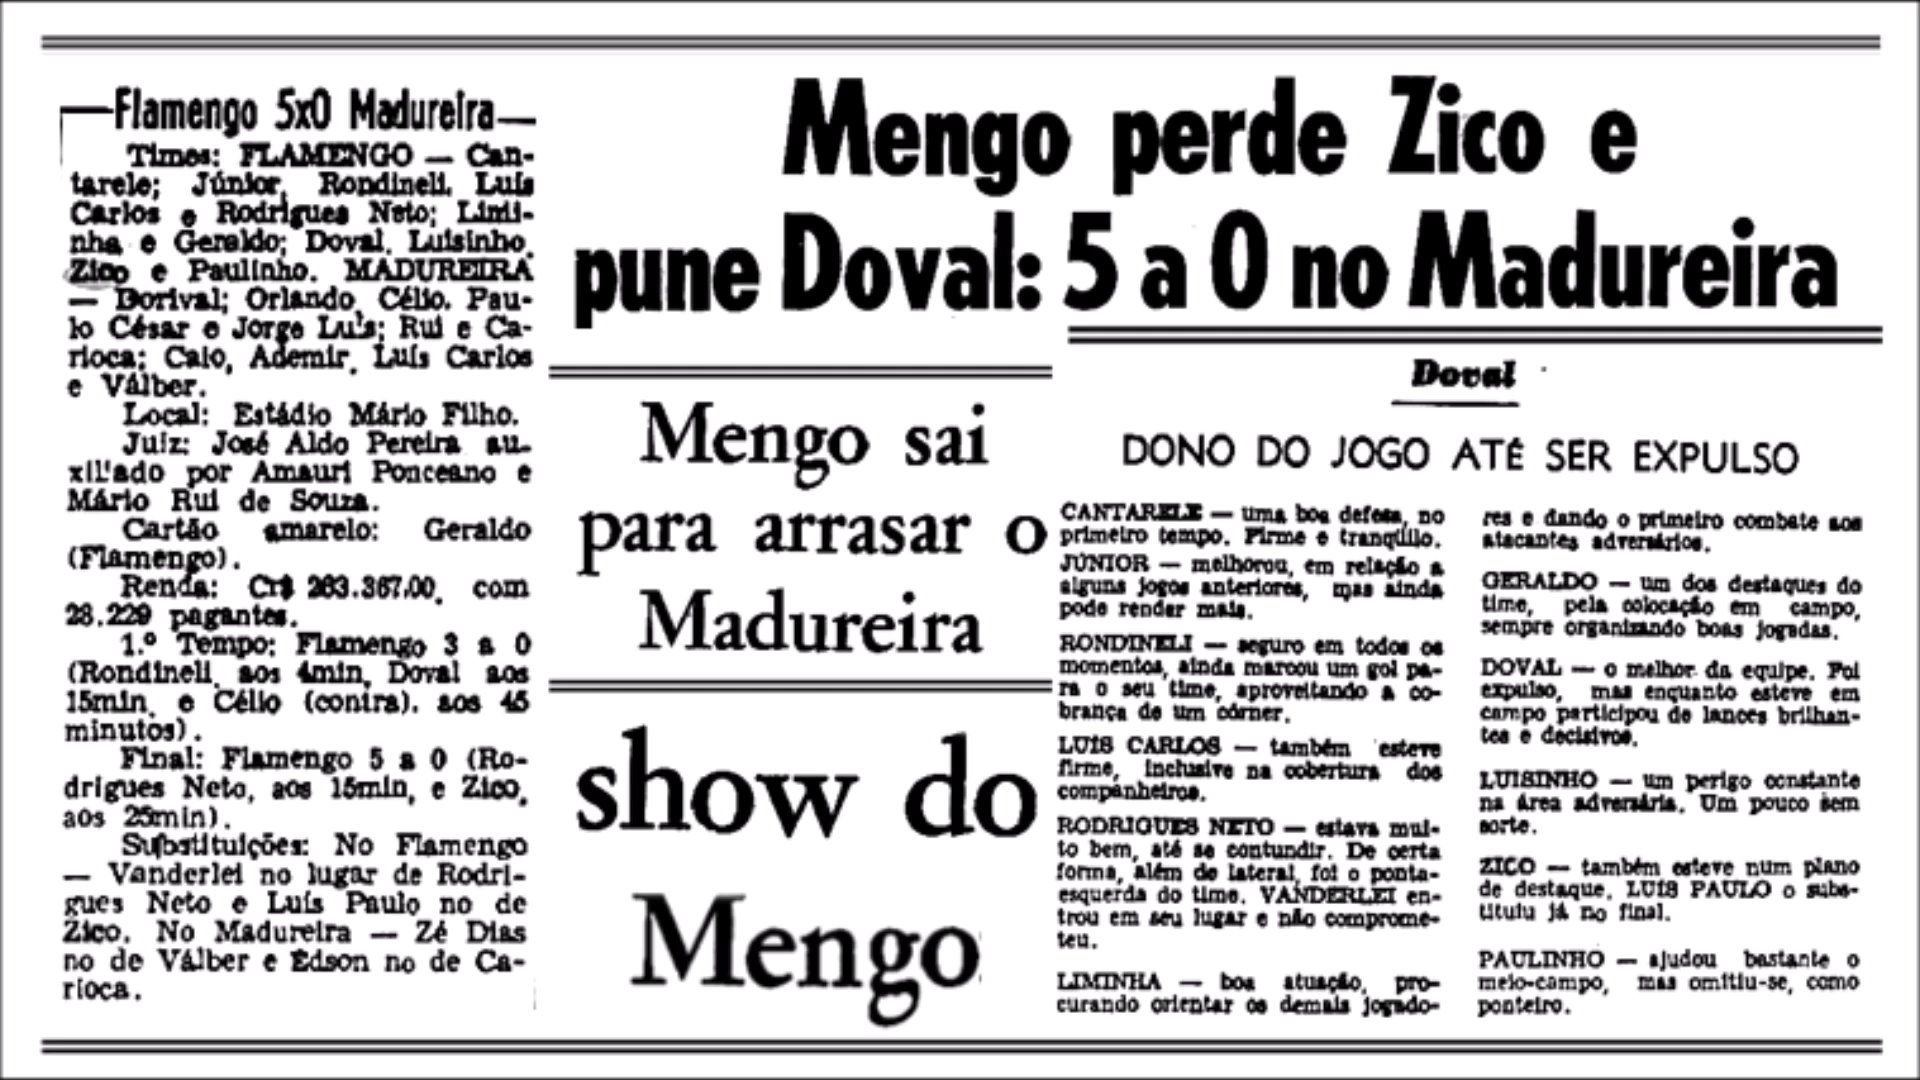 Flamengo 5x0 Madureira
Times: FLAMENGO — Can-
tarele; Júnior, Rondineli, Luís
Carlos e Rodrigues Neto; Limi-
nha e Geraldo; Doval, Luisinho,
Zico e Paulinho. MADUREIRA
— Dorival; Orlando, Célio, Pau-
lo César e Jorge Luís; Rui e Ca-
rioca; Caio, Ademir, Luís Carlos
e Válber.
Local: Estádio Mário Filho.
Juiz: José Aldo Pereira au-
xiliado por Amauri Ponceano e
Mário Rui de Souza.
Cartão amarelo: Geraldo
(Flamengo).
Renda: Cr$ 263.367,00, com
28.229 pagantes.
1.º Tempo: Flamengo 3 a 0
(Rondineli, aos 4min, Doval aos
15min, e Célio (contra), aos 45
minutos).
Final: Flamengo 5 a 0 (Ro-
drigues Neto, aos 15min, e Zico,
aos 25min).
Substituições: No Flamengo
— Vanderlei no lugar de Rodri-
gues Neto e Luís Paulo no de
Zico. No Madureira — Zé Dias
no de Válber e Édson no de Ca-
rioca.
Mengo perde Zico e
pune Doval: 5 a 0 no Madureira
Mengo sai
para arrasar o
Madureira
show do
Mengo
Doval
DONO DO JOGO ATÉ SER EXPULSO
CANTARELE — uma boa defesa, no
primeiro tempo. Firme e tranqüilo.
JÚNIOR — melhorou, em relação a
alguns jogos anteriores, mas ainda
pode render mais.
RONDINELI — seguro em todos os
momentos, ainda marcou um gol pa-
ra o seu time, aproveitando a co-
brança de um córner.
LUÍS CARLOS — também esteve
firme, inclusive na cobertura dos
companheiros.
RODRIGUES NETO — estava mui-
to bem, até se contundir. De certa
forma, além de lateral, foi o ponta-
esquerda do time. VANDERLEI en-
trou em seu lugar e não comprome-
teu.
LIMINHA — boa atuação, pro-
curando orientar os demais jogado-
res e dando o primeiro combate aos
atacantes adversários.
GERALDO — um dos destaques do
time, pela colocação em campo,
sempre organizando boas jogadas.
DOVAL — o melhor da equipe. Foi
expulso, mas enquanto esteve em
campo participou de lances brilhan-
tes e decisivos.
LUISINHO — um perigo constante
na área adversária. Um pouco sem
sorte.
ZICO — também esteve num plano
de destaque. LUÍS PAULO o subs-
tituiu já no final.
PAULINHO — ajudou bastante o
meio-campo, mas omitiu-se, como
ponteiro.